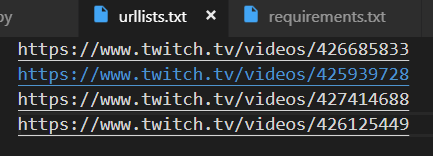 py urllists.txt × requirements.txt
https://www.twitch.tv/videos/426685833
https://www.twitch.tv/videos/425939728
https://www.twitch.tv/videos/427414688
https://www.twitch.tv/videos/426125449